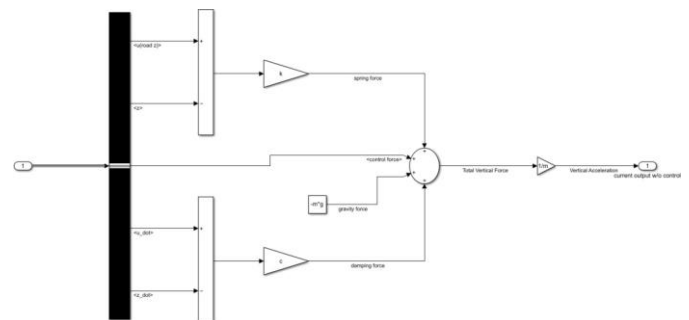 <u(road z)>
<z>
k
spring force
1
<control force>
-m*g
gravity force
Total Vertical Force
1/m
Vertical Acceleration
1
current output w/o control
<u_dot>
<z_dot>
c
damping force